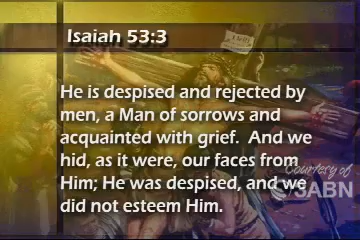 Isaiah 53:3
He is despised and rejected by
men, a Man of sorrows and
acquainted with grief.  And we
hid, as it were, our faces from
Him; He was despised, and we
did not esteem Him.
Courtesy of
3ABN